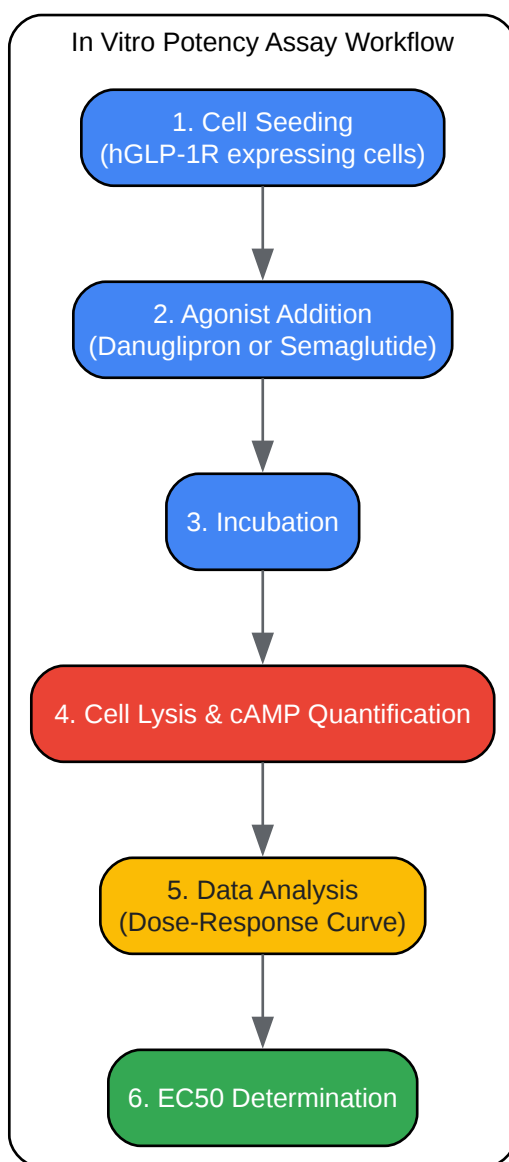 In Vitro Potency Assay Workflow
1. Cell Seeding
(hGLP-1R expressing cells)
2. Agonist Addition
(Danuglipron or Semaglutide)
3. Incubation
4. Cell Lysis & cAMP Quantification
5. Data Analysis
(Dose-Response Curve)
6. EC50 Determination